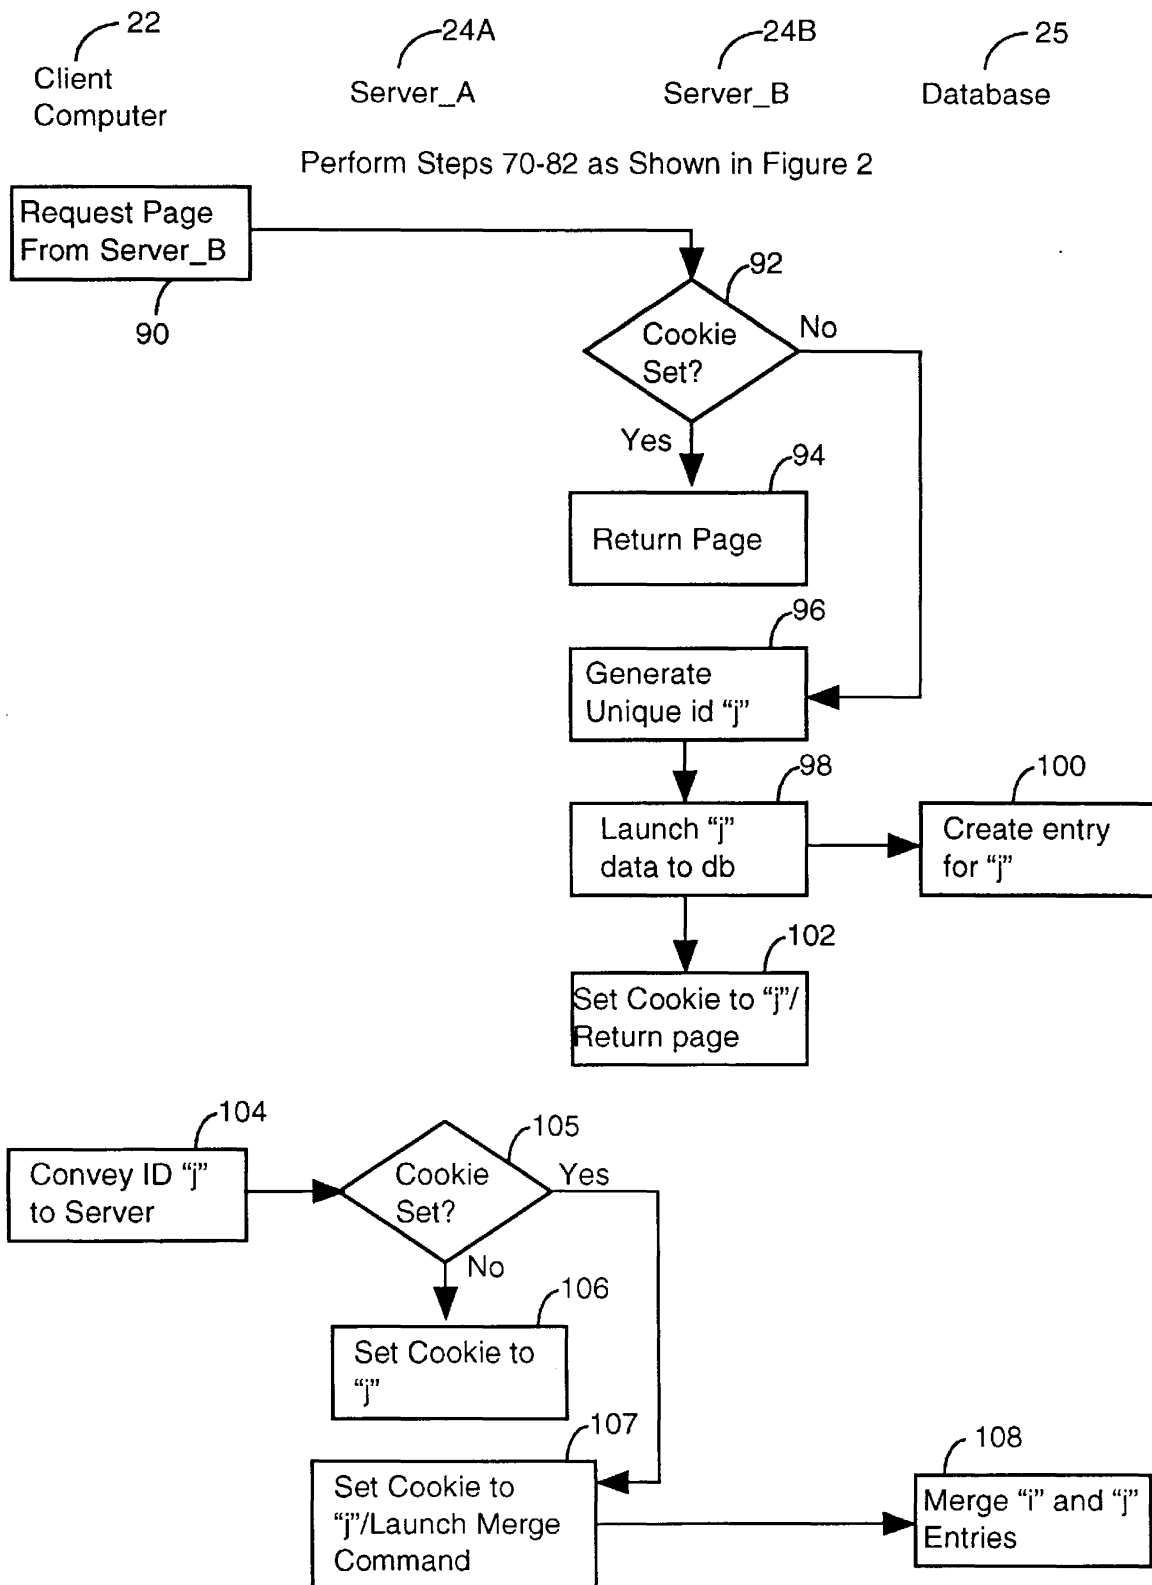 22
24A
24B
25
Client
Computer
Server_A
Server_B
Database
Perform Steps 70-82 as Shown in Figure 2
Request Page
From Server_B
90
92
Cookie
Set?
No
Yes
94
Return Page
96
Generate
Unique id “j”
98
Launch “j”
data to db
100
Create entry
for “j”
102
Set Cookie to “j”/
Return page
104
Convey ID “j”
to Server
105
Cookie
Set?
Yes
No
106
Set Cookie to
“j”
107
Set Cookie to
“j”/Launch Merge
Command
108
Merge “i” and “j”
Entries